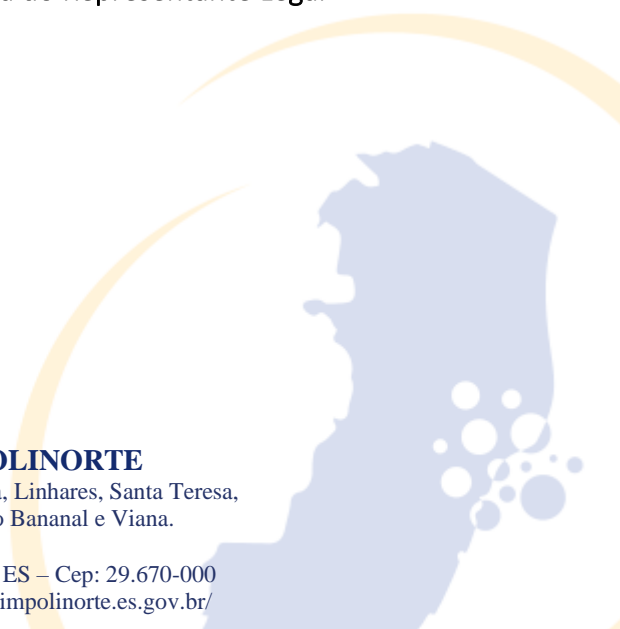 do Representante Legal
OLINORTE
, Linhares, Santa Teresa,
o Bananal e Viana.
ES – Cep: 29.670-000
impolinorte.es.gov.br/